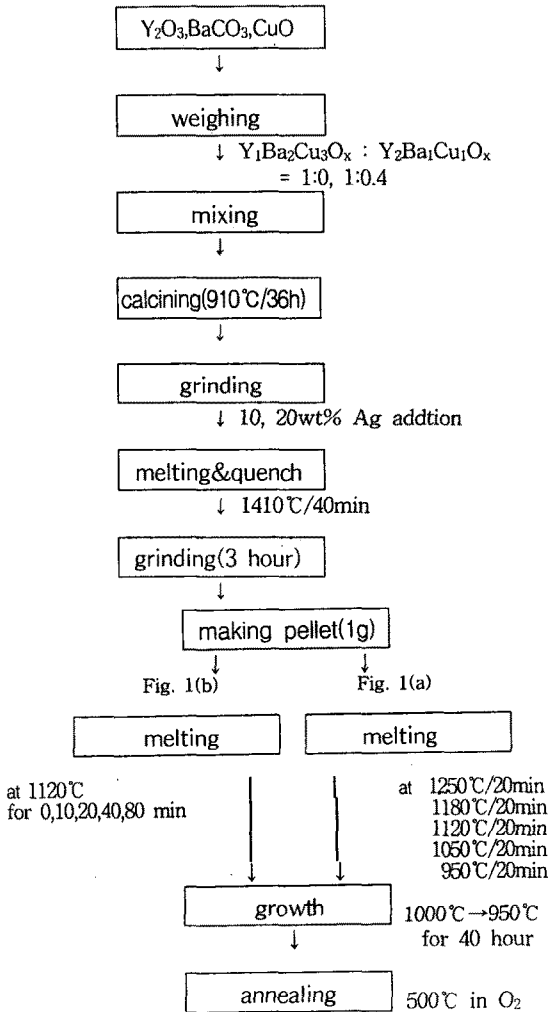 Y₂O₃,BaCO₃,CuO
↓
weighing
↓ Y₁Ba₂Cu₃Oₓ : Y₂Ba₁Cu₁Oₓ
= 1:0, 1:0.4
mixing
↓
calcining(910℃/36h)
↓
grinding
↓ 10, 20wt% Ag addtion
melting&quench
↓ 1410℃/40min
grinding(3 hour)
↓
making pellet(1g)
↓ ↓
Fig. 1(b) Fig. 1(a)
melting melting
at 1120℃
for 0,10,20,40,80 min
at 1250℃/20min
1180℃/20min
1120℃/20min
1050℃/20min
950℃/20min
↓ ↓
growth
1000℃→950℃
for 40 hour
↓
annealing
500℃ in O₂